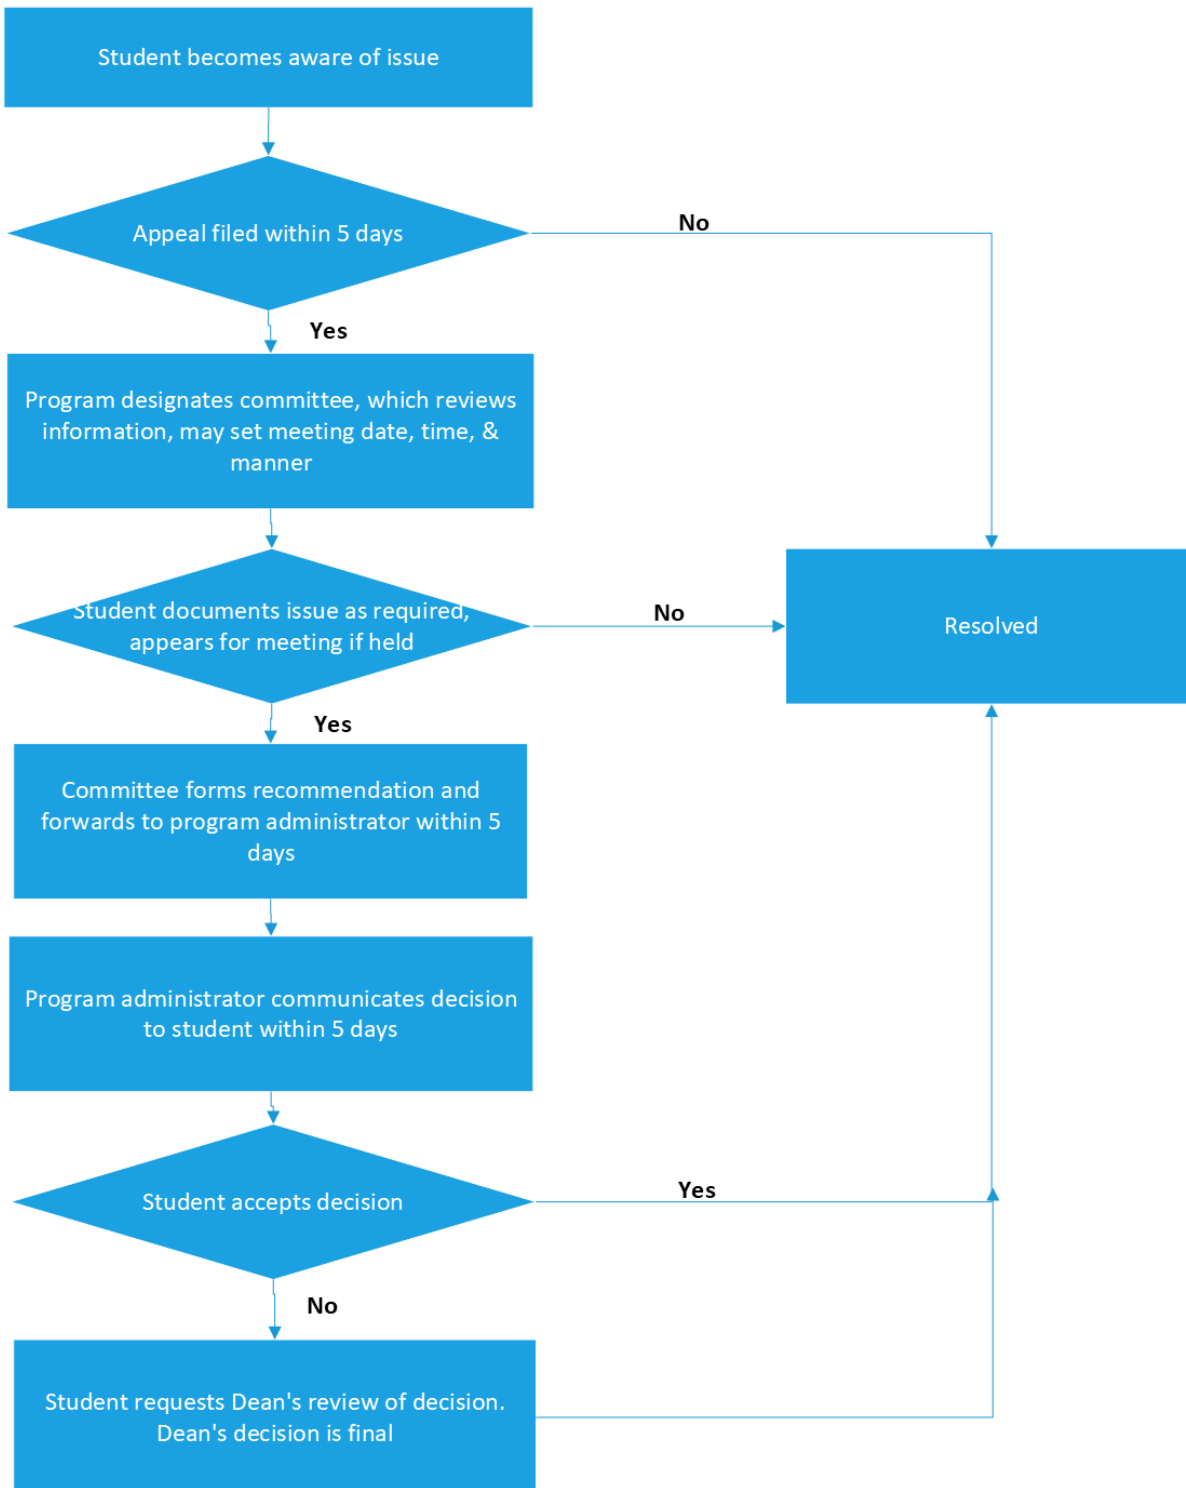 Student becomes aware of issue
Appeal filed within 5 days
No
Yes
Program designates committee, which reviews
information, may set meeting date, time, &
manner
Student documents issue as required,
appears for meeting if held
No
Resolved
Yes
Committee forms recommendation and
forwards to program administrator within 5
days
Program administrator communicates decision
to student within 5 days
Student accepts decision
Yes
No
Student requests Dean's review of decision.
Dean's decision is final